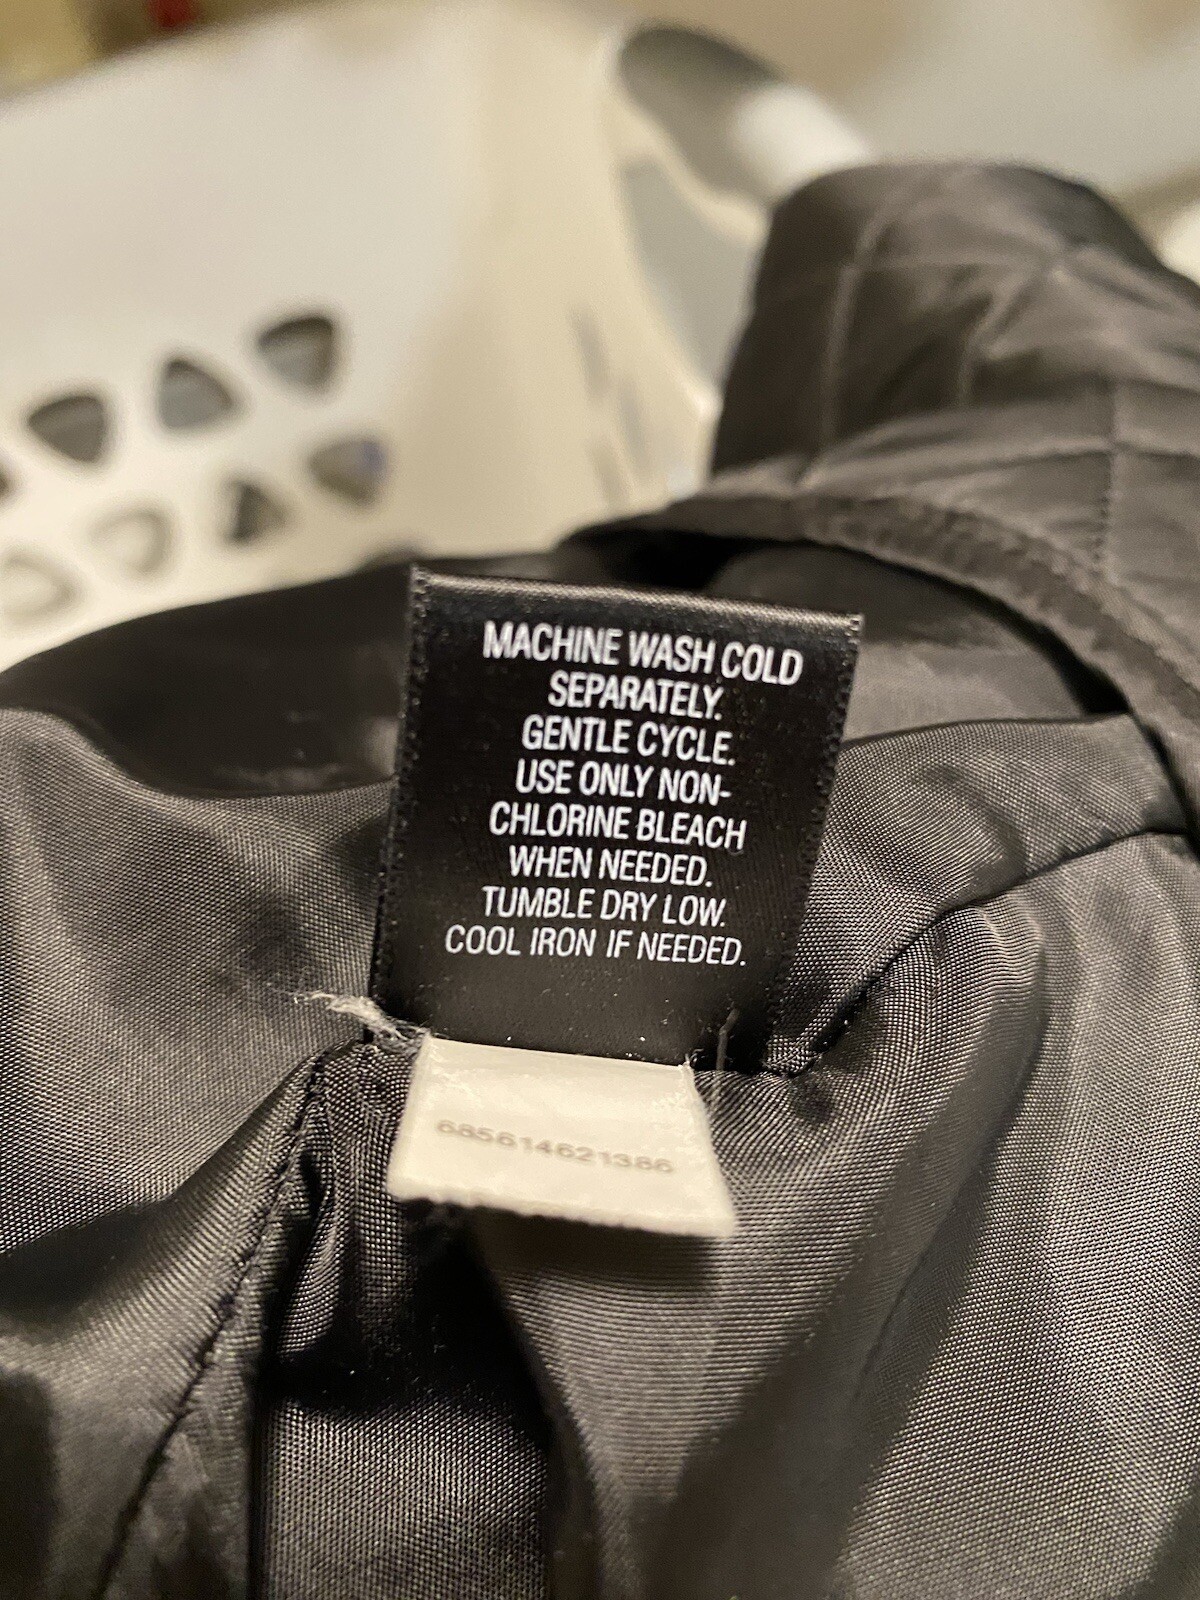 MACHINE WASH COLD
SEPARATELY.
GENTLE CYCLE.
USE ONLY NON-
CHLORINE BLEACH
WHEN NEEDED.
TUMBLE DRY LOW.
COOL IRON IF NEEDED.
685614621386